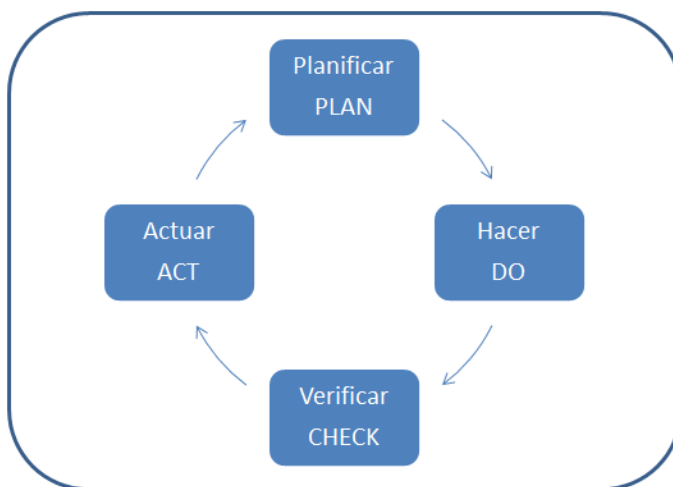 Planificar
PLAN
Hacer
DO
Verificar
CHECK
Actuar
ACT